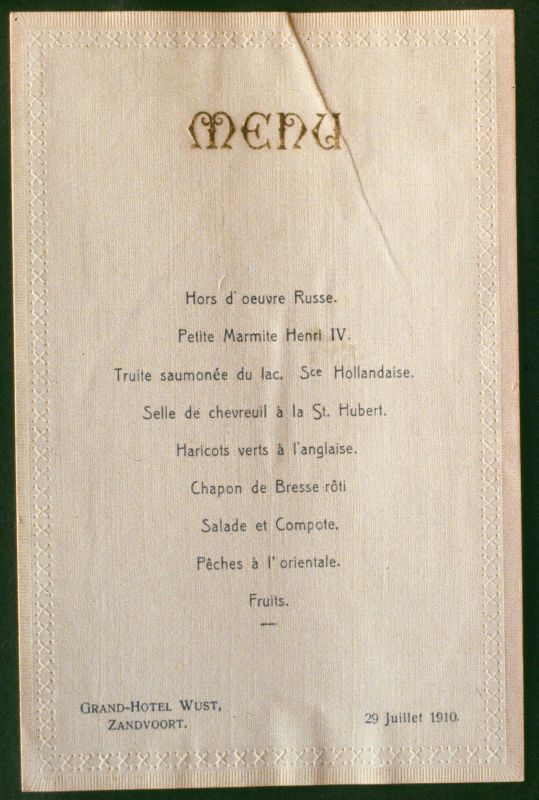 MENU
Hors d'oeuvre Russe.
Petite Marmite Henri IV.
Truite saumonée du lac. Sce Hollandaise.
Selle de chevreuil à la St. Hubert.
Haricots verts à l'anglaise.
Chapon de Bresse rôti
Salade et Compote.
Pêches à l'orientale.
Fruits.
GRAND-HOTEL WUST,
ZANDVOORT.
29 Juillet 1910.